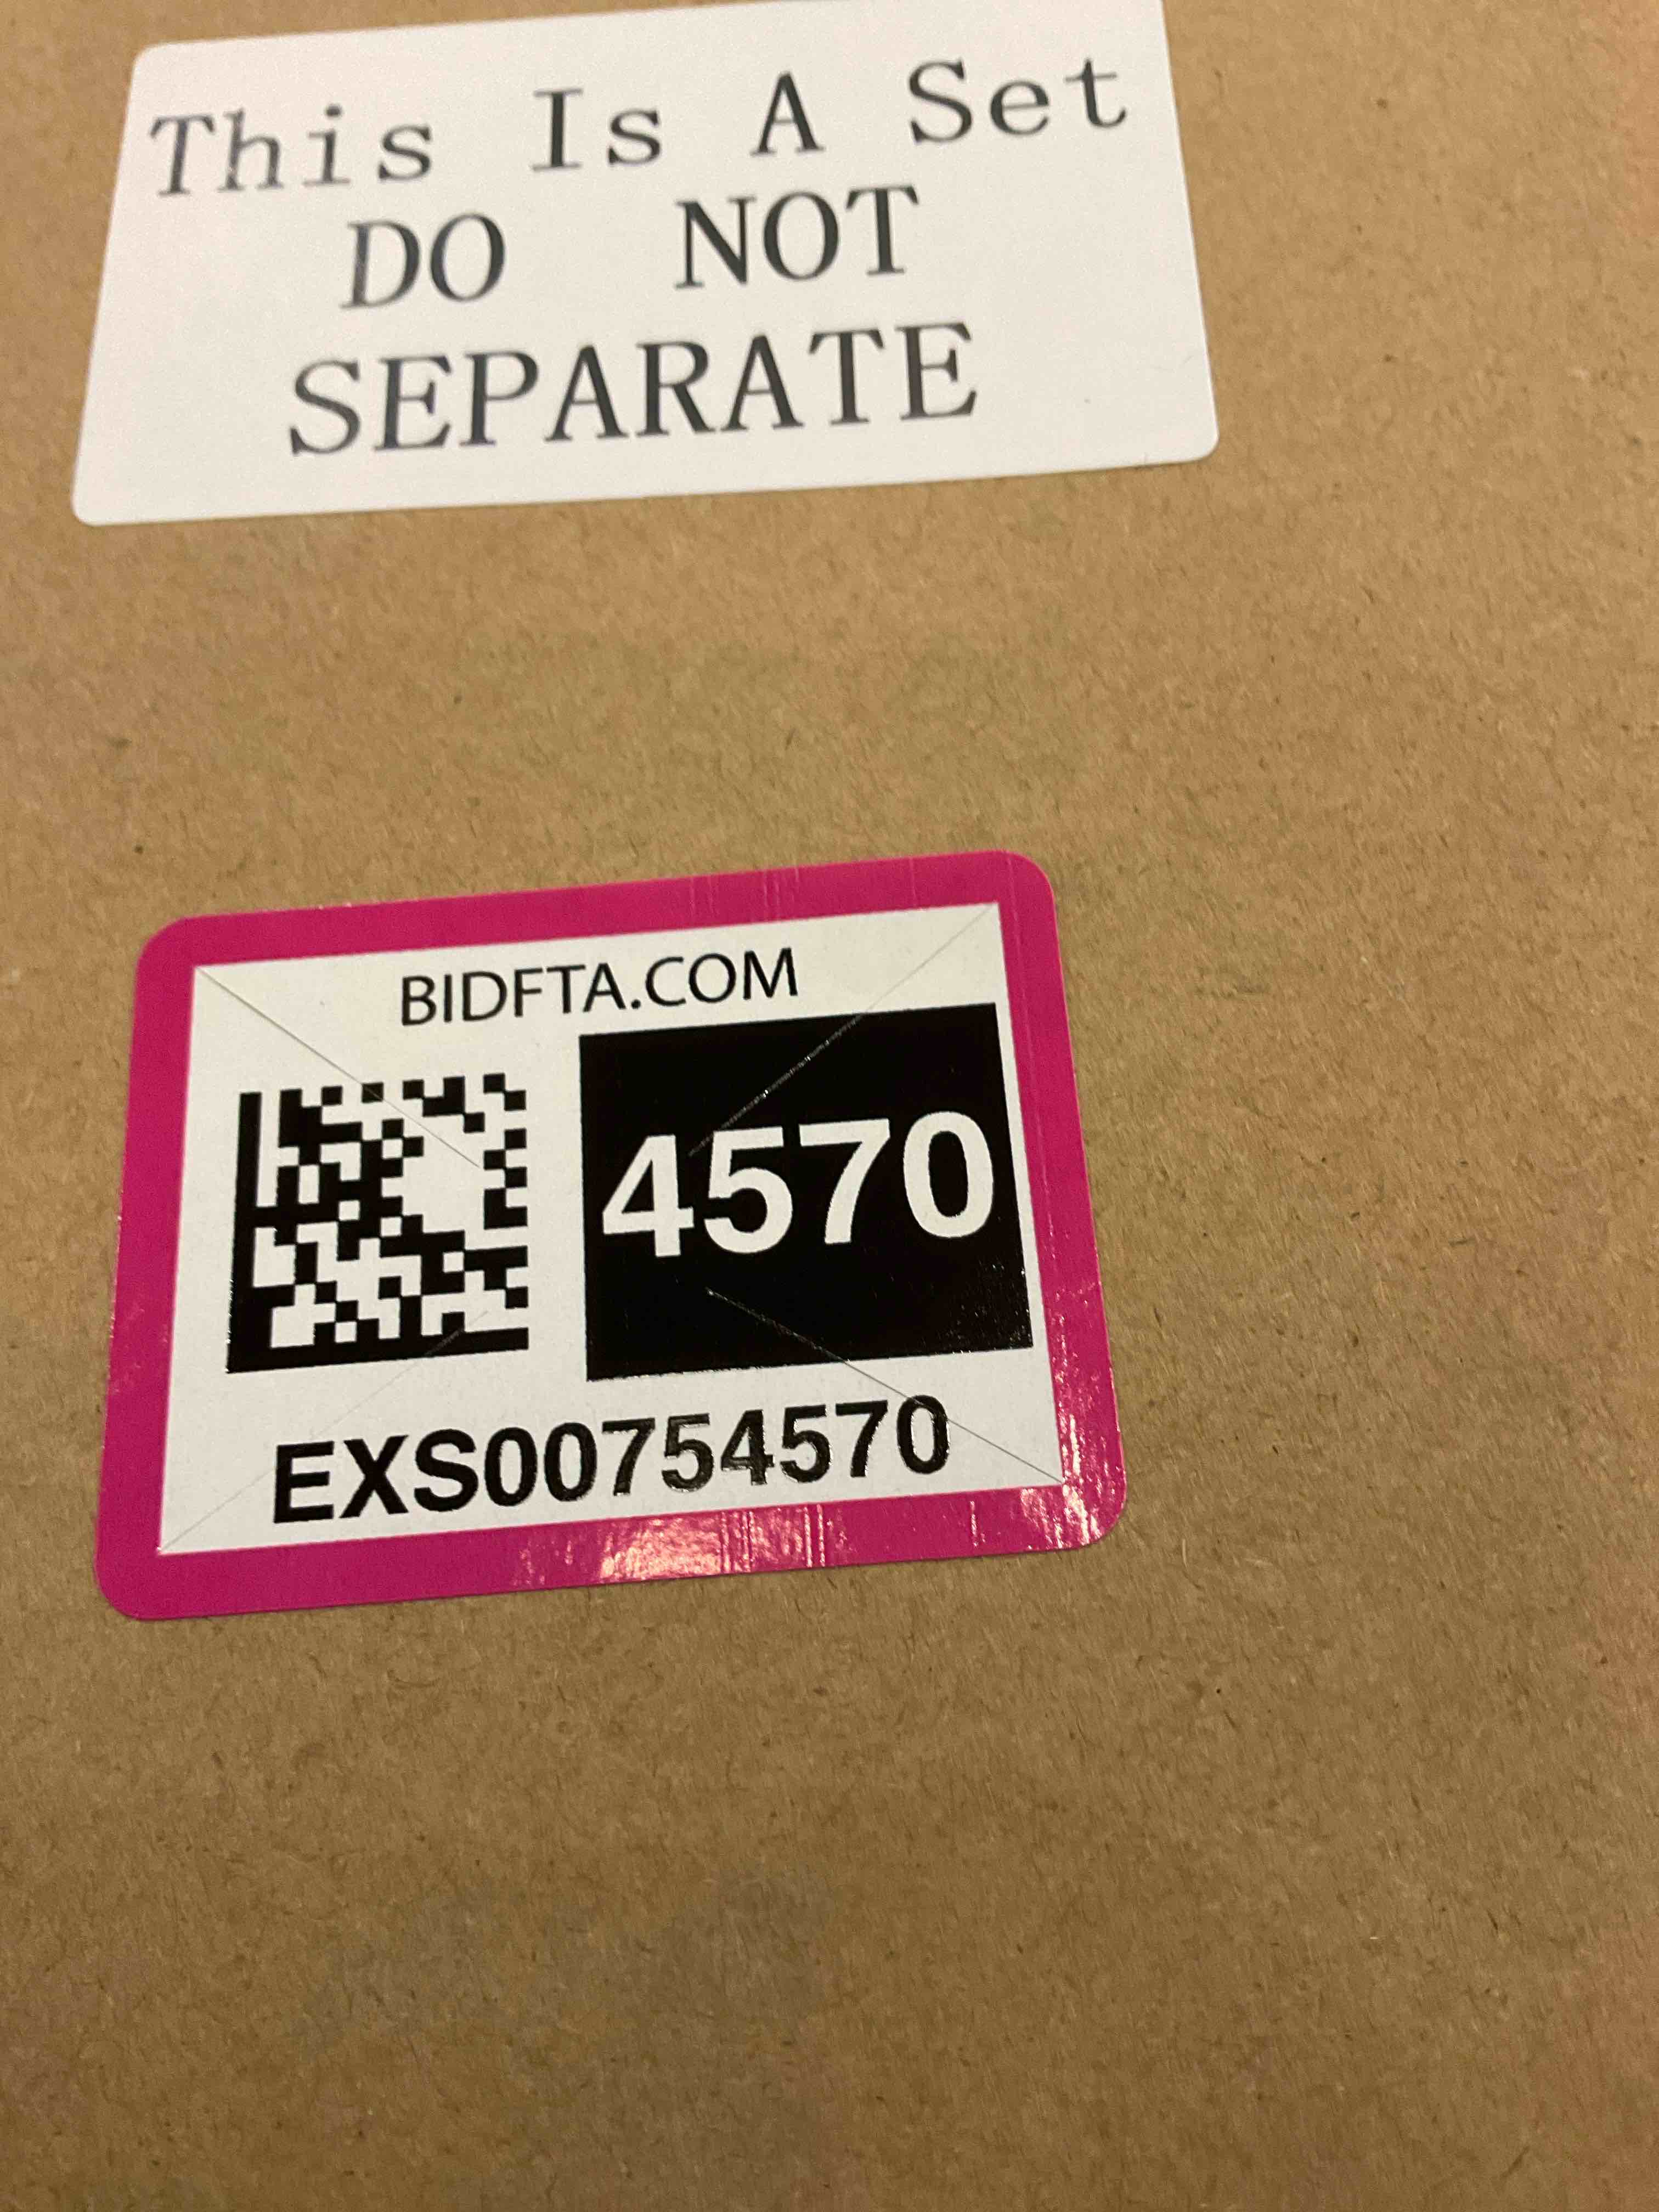 This Is A Set
DO NOT
SEPARATE
BIDFTA.COM
4570
EXS00754570